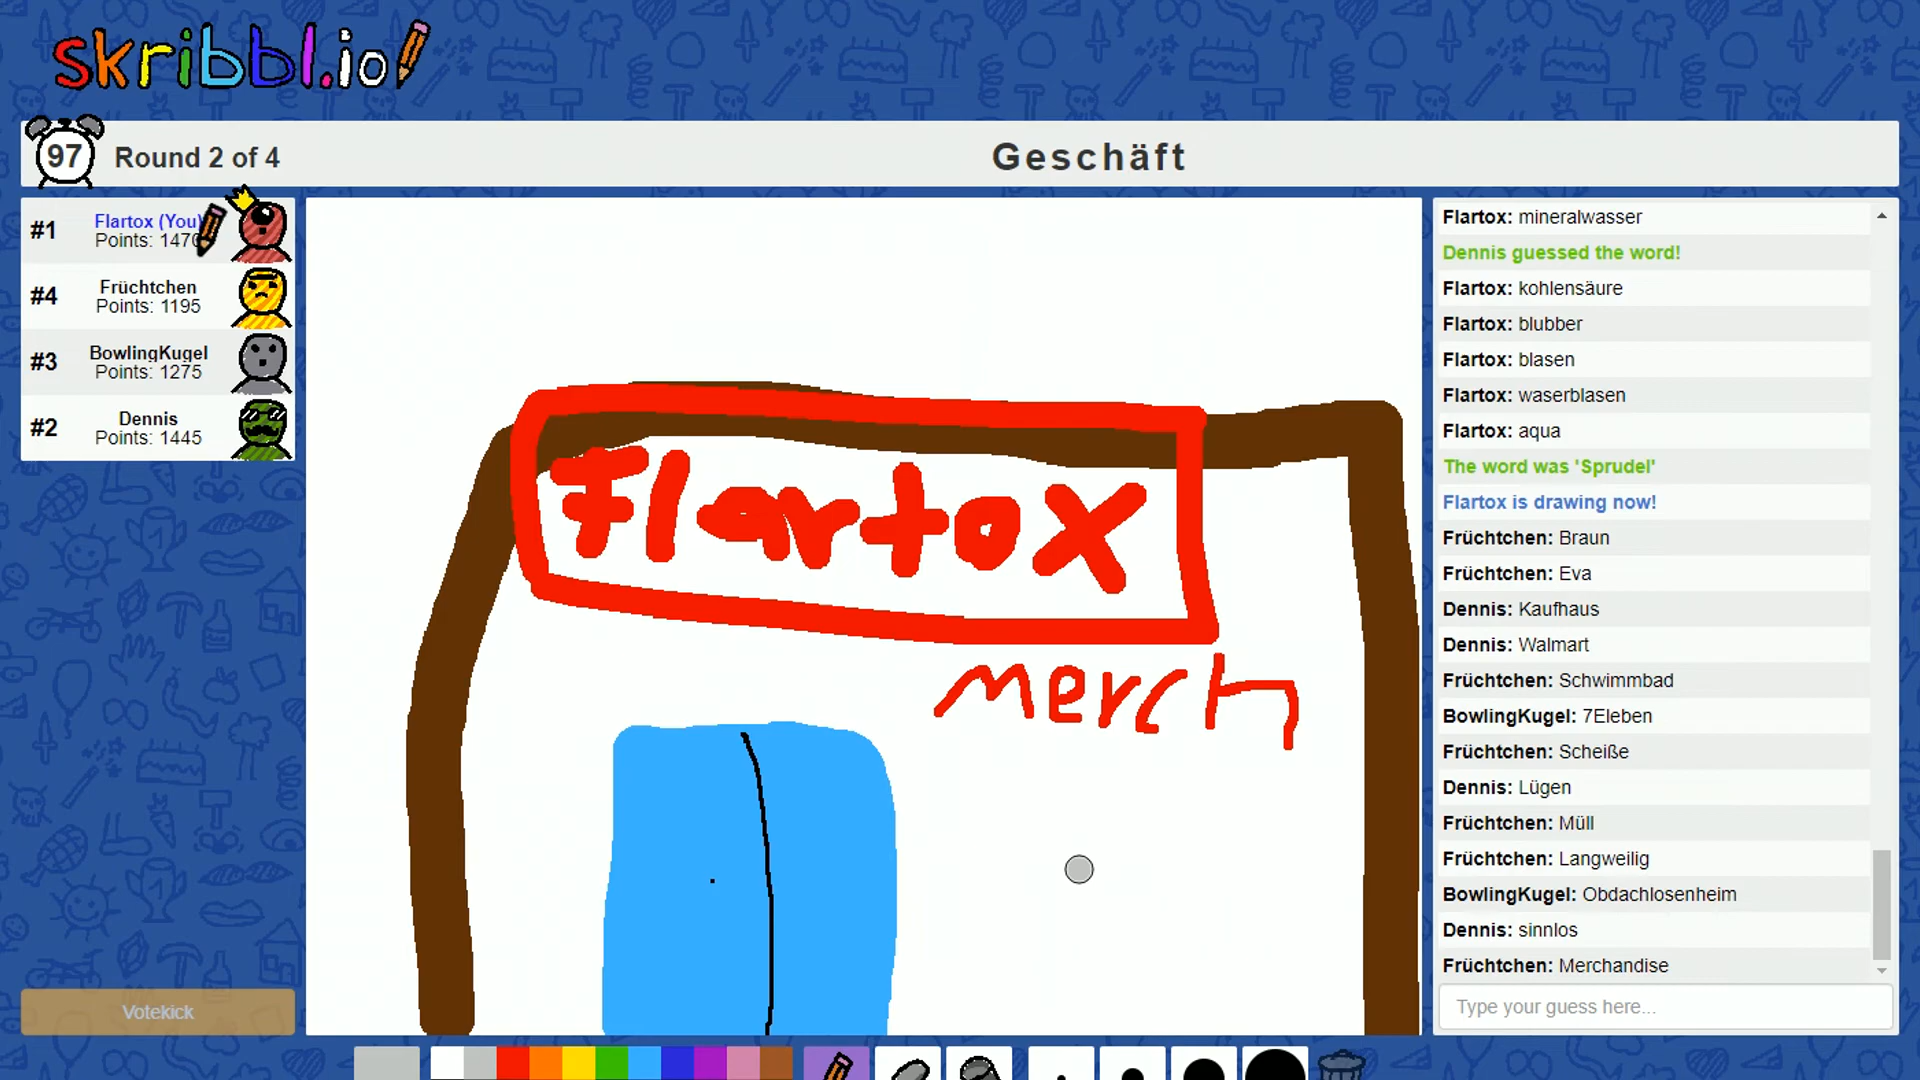 skribbl.io
97
Round 2 of 4
Geschäft
#1
Flartox (You)
Points: 1470
#4
Früchtchen
Points: 1195
#3
BowlingKugel
Points: 1275
#2
Dennis
Points: 1445
Votekick
Flartox
merch
Flartox: mineralwasser
Dennis guessed the word!
Flartox: kohlensäure
Flartox: blubber
Flartox: blasen
Flartox: waserblasen
Flartox: aqua
The word was 'Sprudel'
Flartox is drawing now!
Früchtchen: Braun
Früchtchen: Eva
Dennis: Kaufhaus
Dennis: Walmart
Früchtchen: Schwimmbad
BowlingKugel: 7Eleben
Früchtchen: Scheiße
Dennis: Lügen
Früchtchen: Müll
Früchtchen: Langweilig
BowlingKugel: Obdachlosenheim
Dennis: sinnlos
Früchtchen: Merchandise
Type your guess here...